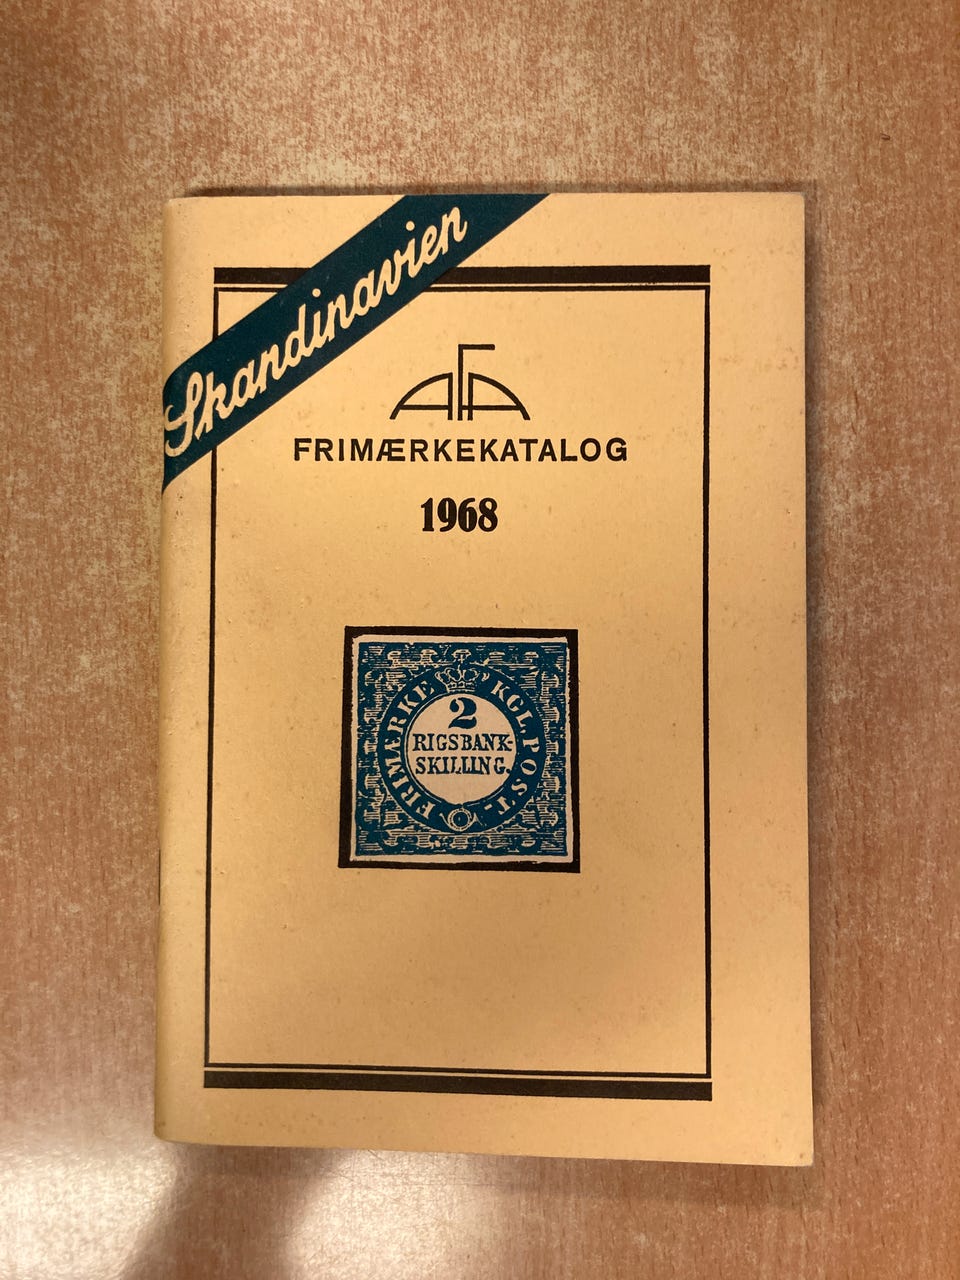 Skandinavien
AFA
FRIMÆRKEKATALOG
1968
FRIMÆRKE KGL. POST-
2
RIGSBANK-
SKILLING.